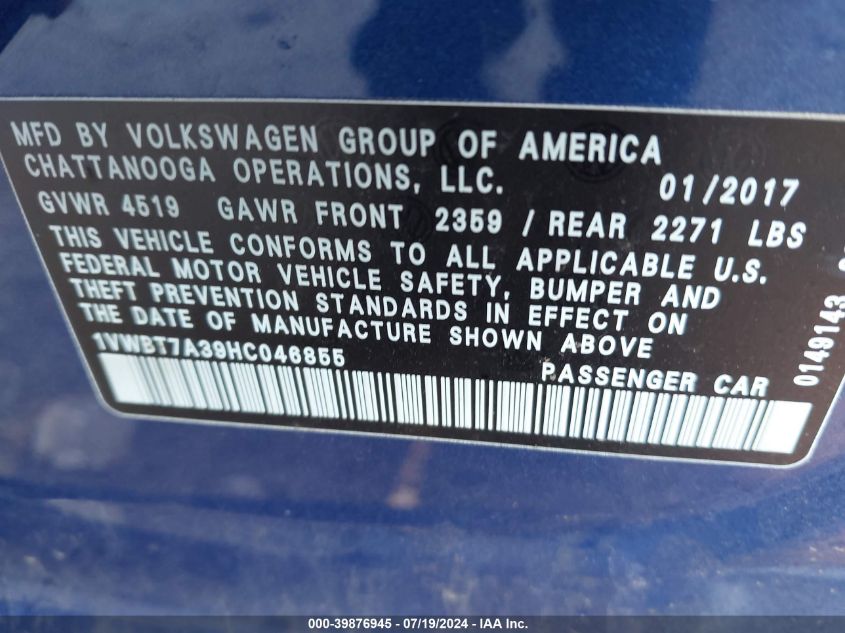 MFD BY VOLKSWAGEN GROUP OF AMERICA
CHATTANOOGA OPERATIONS, LLC. 01/2017
GVWR 4519 GAWR FRONT 2359 / REAR 2271 LBS
THIS VEHICLE CONFORMS TO ALL APPLICABLE U.S.
FEDERAL MOTOR VEHICLE SAFETY, BUMPER AND
THEFT PREVENTION STANDARDS IN EFFECT ON
THE DATE OF MANUFACTURE SHOWN ABOVE
1VWBT7A39HC046855 PASSENGER CAR
0149143
000-39876945 - 07/19/2024 - IAA Inc.